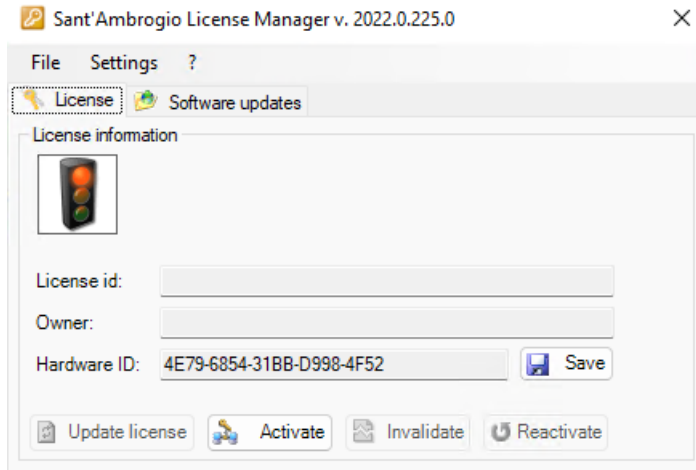 Sant'Ambrogio License Manager v. 2022.0.225.0
File Settings ?
License Software updates
License information
License id:
Owner:
Hardware ID: 4E79-6854-31BB-D998-4F52 Save
Update license Activate Invalidate Reactivate